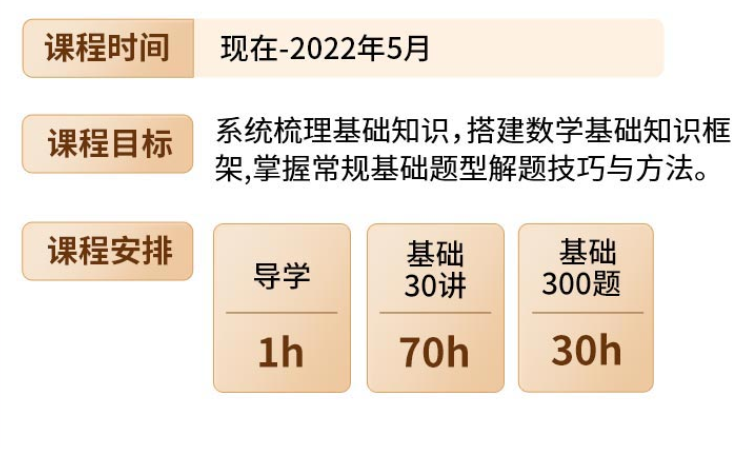 课程时间
现在-2022年5月
课程目标
系统梳理基础知识，搭建数学基础知识框
架,掌握常规基础题型解题技巧与方法。
课程安排
导学
1h
基础
30讲
70h
基础
300题
30h